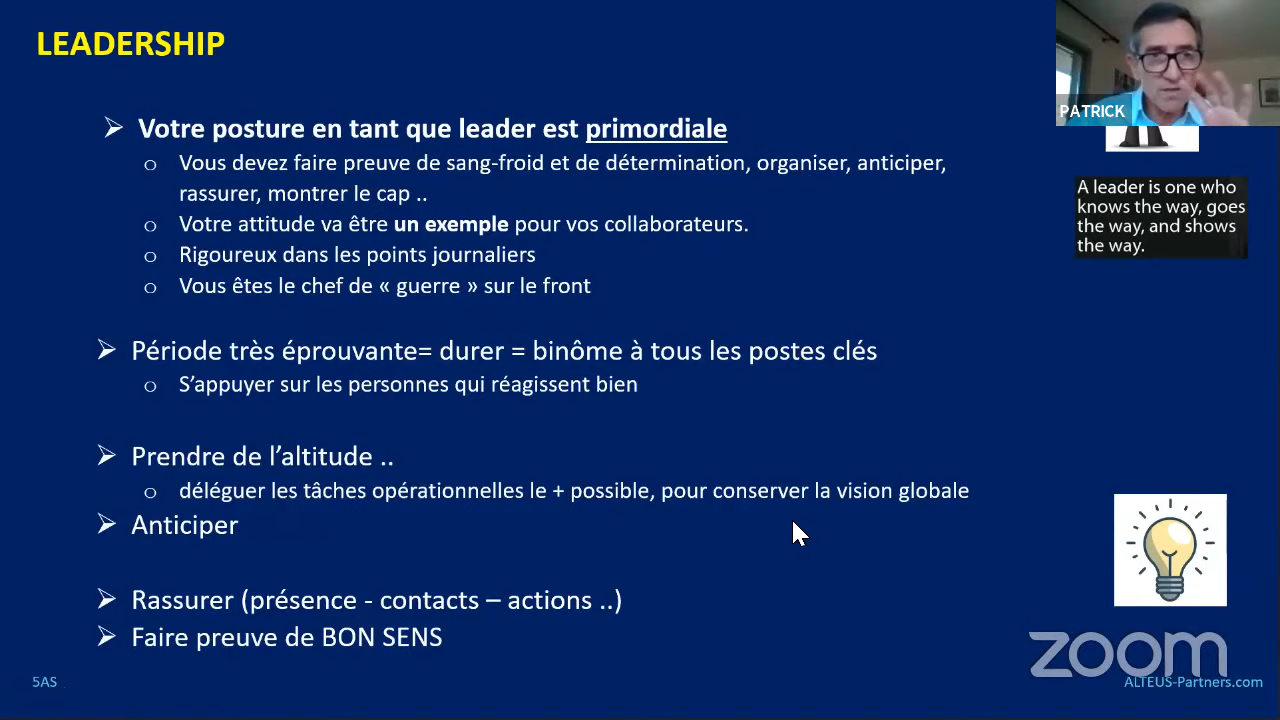 LEADERSHIP
PATRICK
➢ Votre posture en tant que leader est primordiale
o Vous devez faire preuve de sang-froid et de détermination, organiser, anticiper,
rassurer, montrer le cap ..
o Votre attitude va être un exemple pour vos collaborateurs.
o Rigoureux dans les points journaliers
o Vous êtes le chef de « guerre » sur le front
A leader is one who
knows the way, goes
the way, and shows
the way.
➢ Période très éprouvante= durer = binôme à tous les postes clés
o S’appuyer sur les personnes qui réagissent bien
➢ Prendre de l’altitude ..
o déléguer les tâches opérationnelles le + possible, pour conserver la vision globale
➢ Anticiper
➢ Rassurer (présence - contacts – actions ..)
➢ Faire preuve de BON SENS
zoom
5AS
ALTEUS-Partners.com